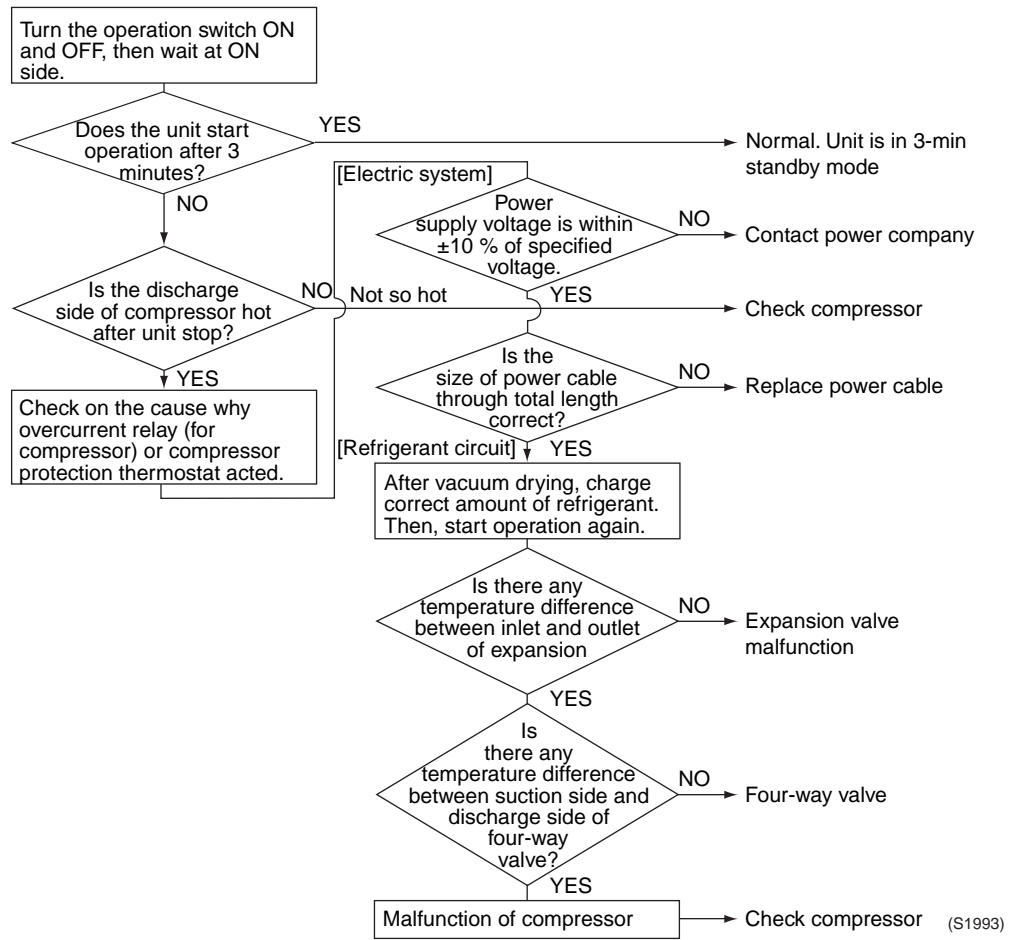 Turn the operation switch ON
and OFF, then wait at ON
side.
Does the unit start
operation after 3
minutes?
YES
Normal. Unit is in 3-min
standby mode
NO
[Electric system]
Power
supply voltage is within
±10 % of specified
voltage.
NO
Contact power company
YES
Is the discharge
side of compressor hot
after unit stop?
NO
Not so hot
Check compressor
YES
Check on the cause why
overcurrent relay (for
compressor) or compressor
protection thermostat acted.
Is the
size of power cable
through total length
correct?
NO
Replace power cable
[Refrigerant circuit]
YES
After vacuum drying, charge
correct amount of refrigerant.
Then, start operation again.
Is there any
temperature difference
between inlet and outlet
of expansion
NO
Expansion valve
malfunction
YES
Is
there any
temperature difference
between suction side and
discharge side of
four-way
valve?
NO
Four-way valve
YES
Malfunction of compressor
Check compressor
(S1993)